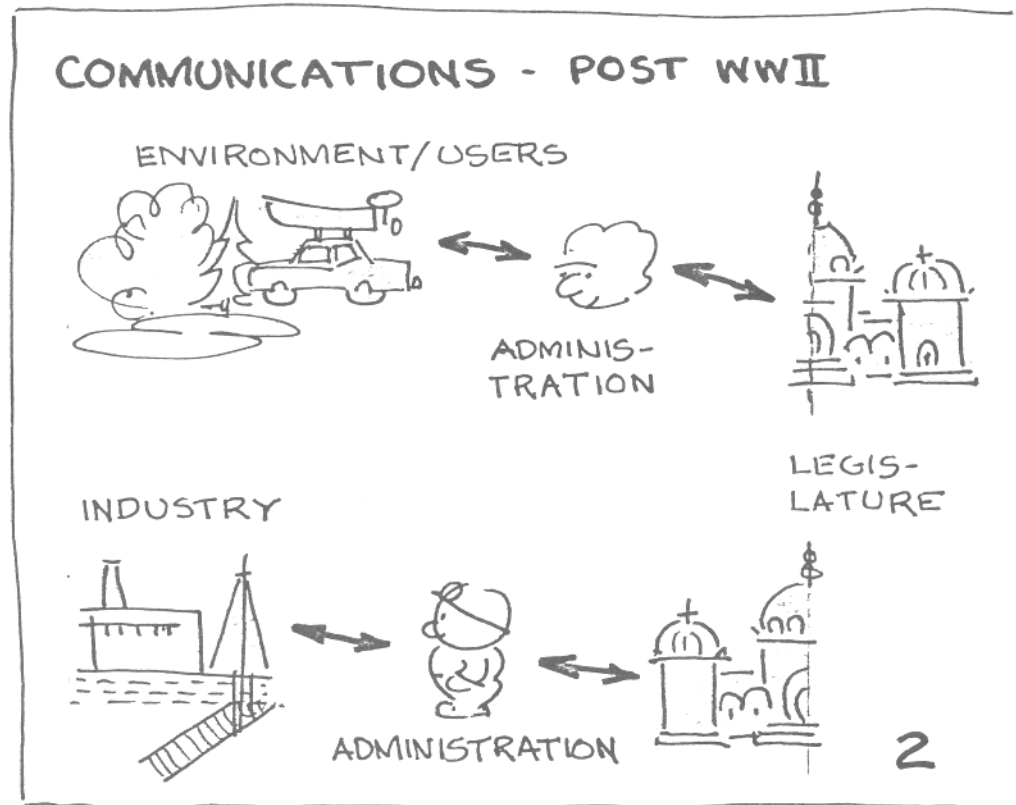 COMMUNICATIONS - POST WWII
ENVIRONMENT/USERS
ADMINIS-
TRATION
LEGIS-
LATURE
INDUSTRY
ADMINISTRATION
2